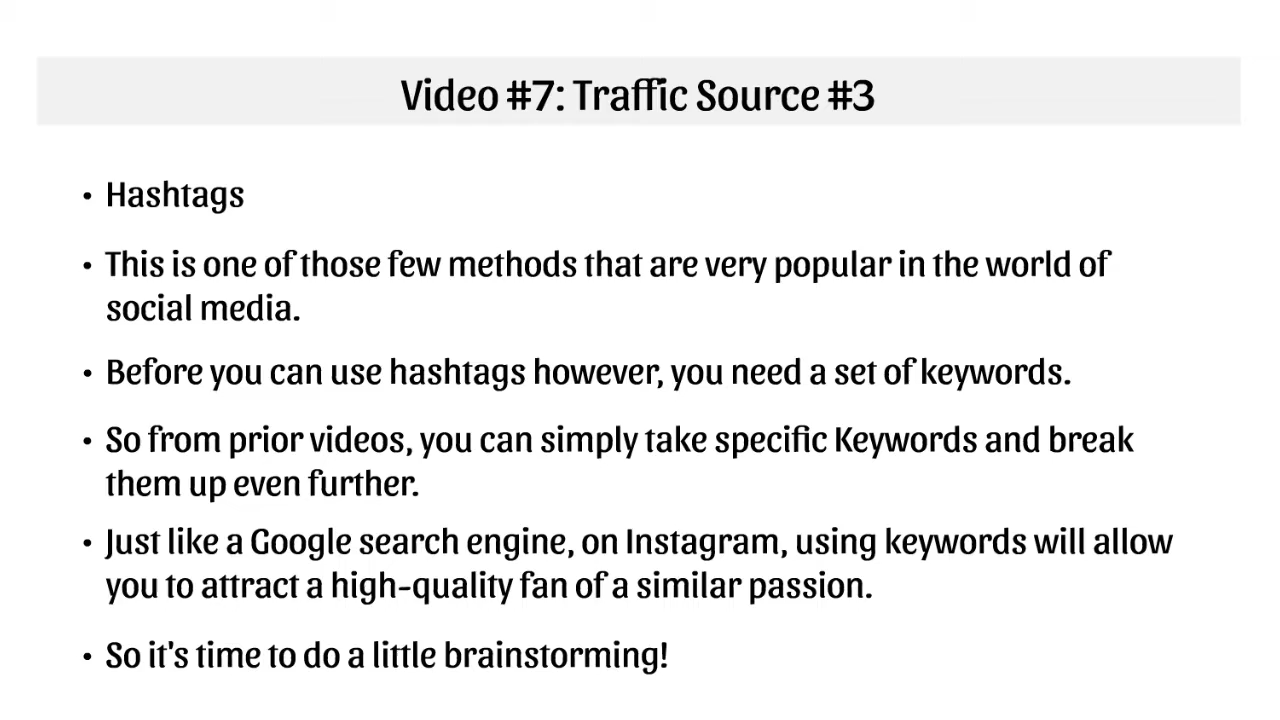 Video #7: Traffic Source #3
• Hashtags
• This is one of those few methods that are very popular in the world of
social media.
• Before you can use hashtags however, you need a set of keywords.
• So from prior videos, you can simply take specific Keywords and break
them up even further.
• Just like a Google search engine, on Instagram, using keywords will allow
you to attract a high-quality fan of a similar passion.
• So it's time to do a little brainstorming!